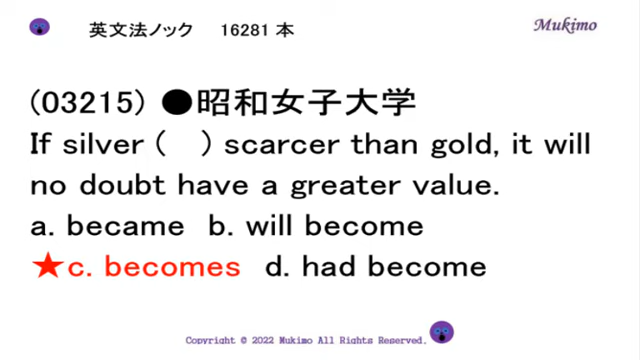 英文法ノック 16281 本
Mukimo
(03215) ●昭和女子大学
If silver ( ) scarcer than gold, it will
no doubt have a greater value.
a. became b. will become
★c. becomes d. had become
Copyright @ 2022 Mukimo All Rights Reserved.